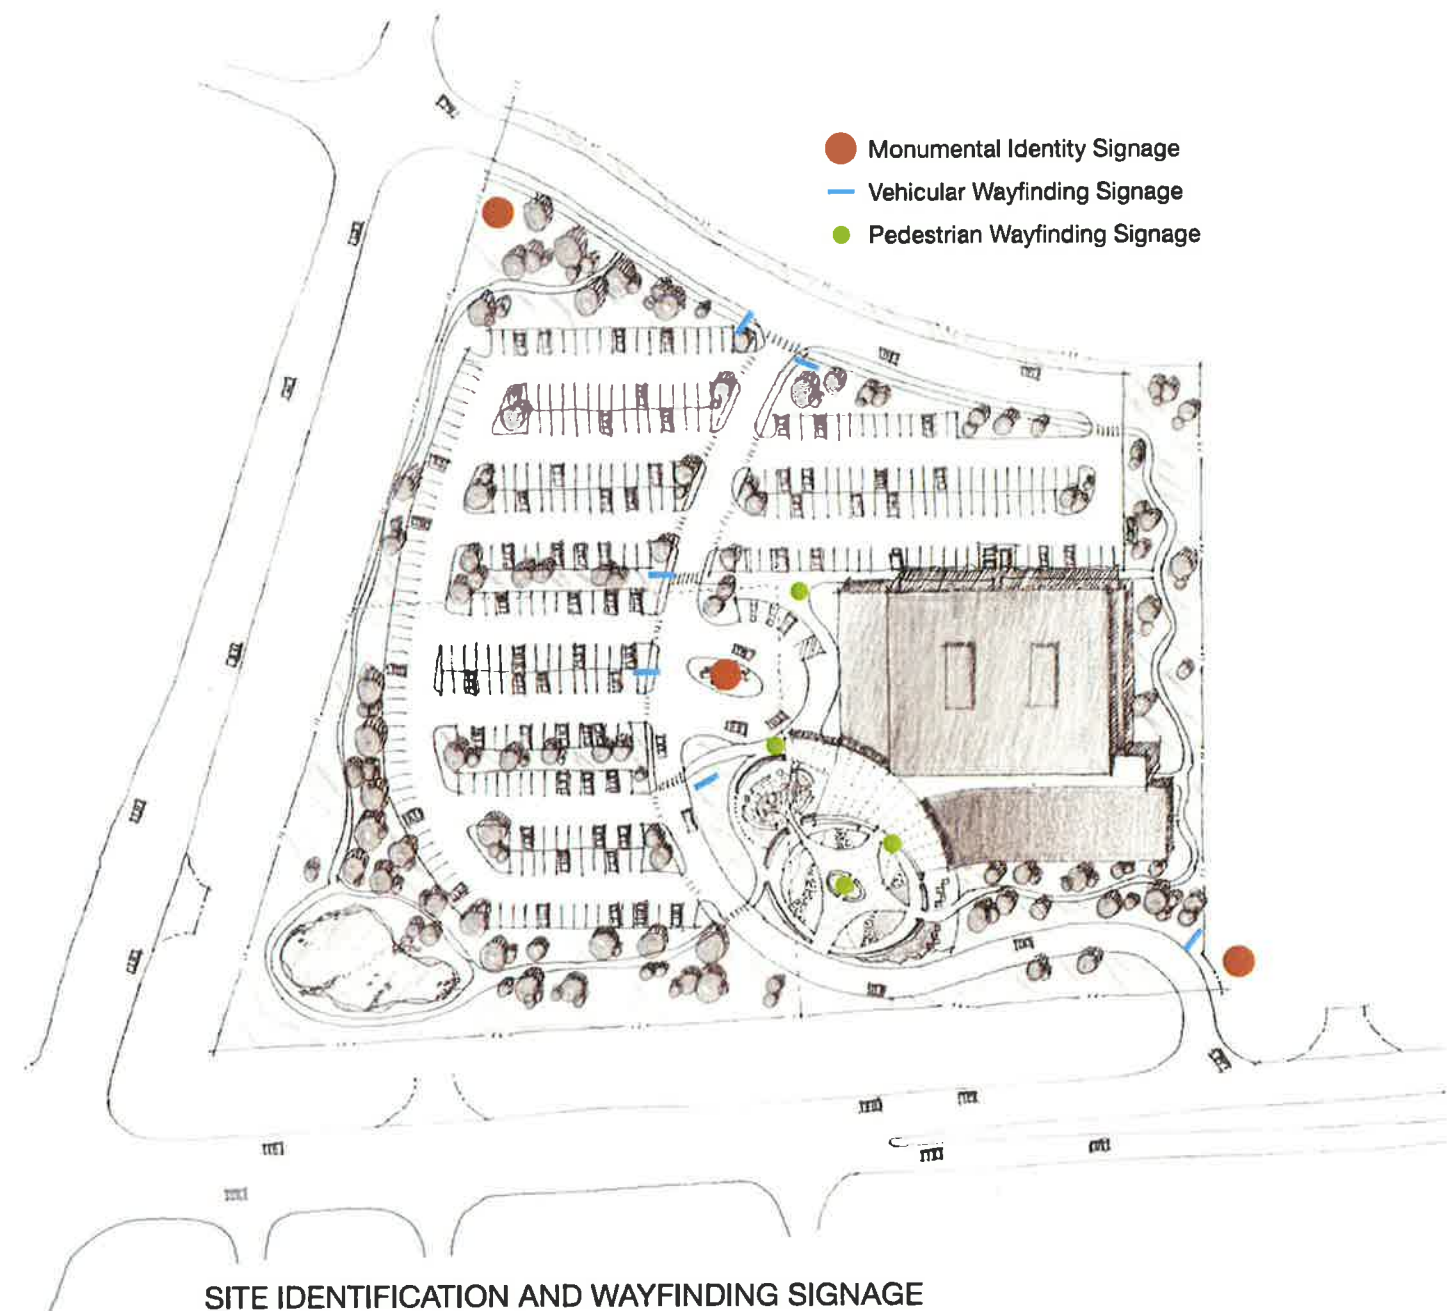 Monumental Identity Signage
Vehicular Wayfinding Signage
Pedestrian Wayfinding Signage
SITE IDENTIFICATION AND WAYFINDING SIGNAGE